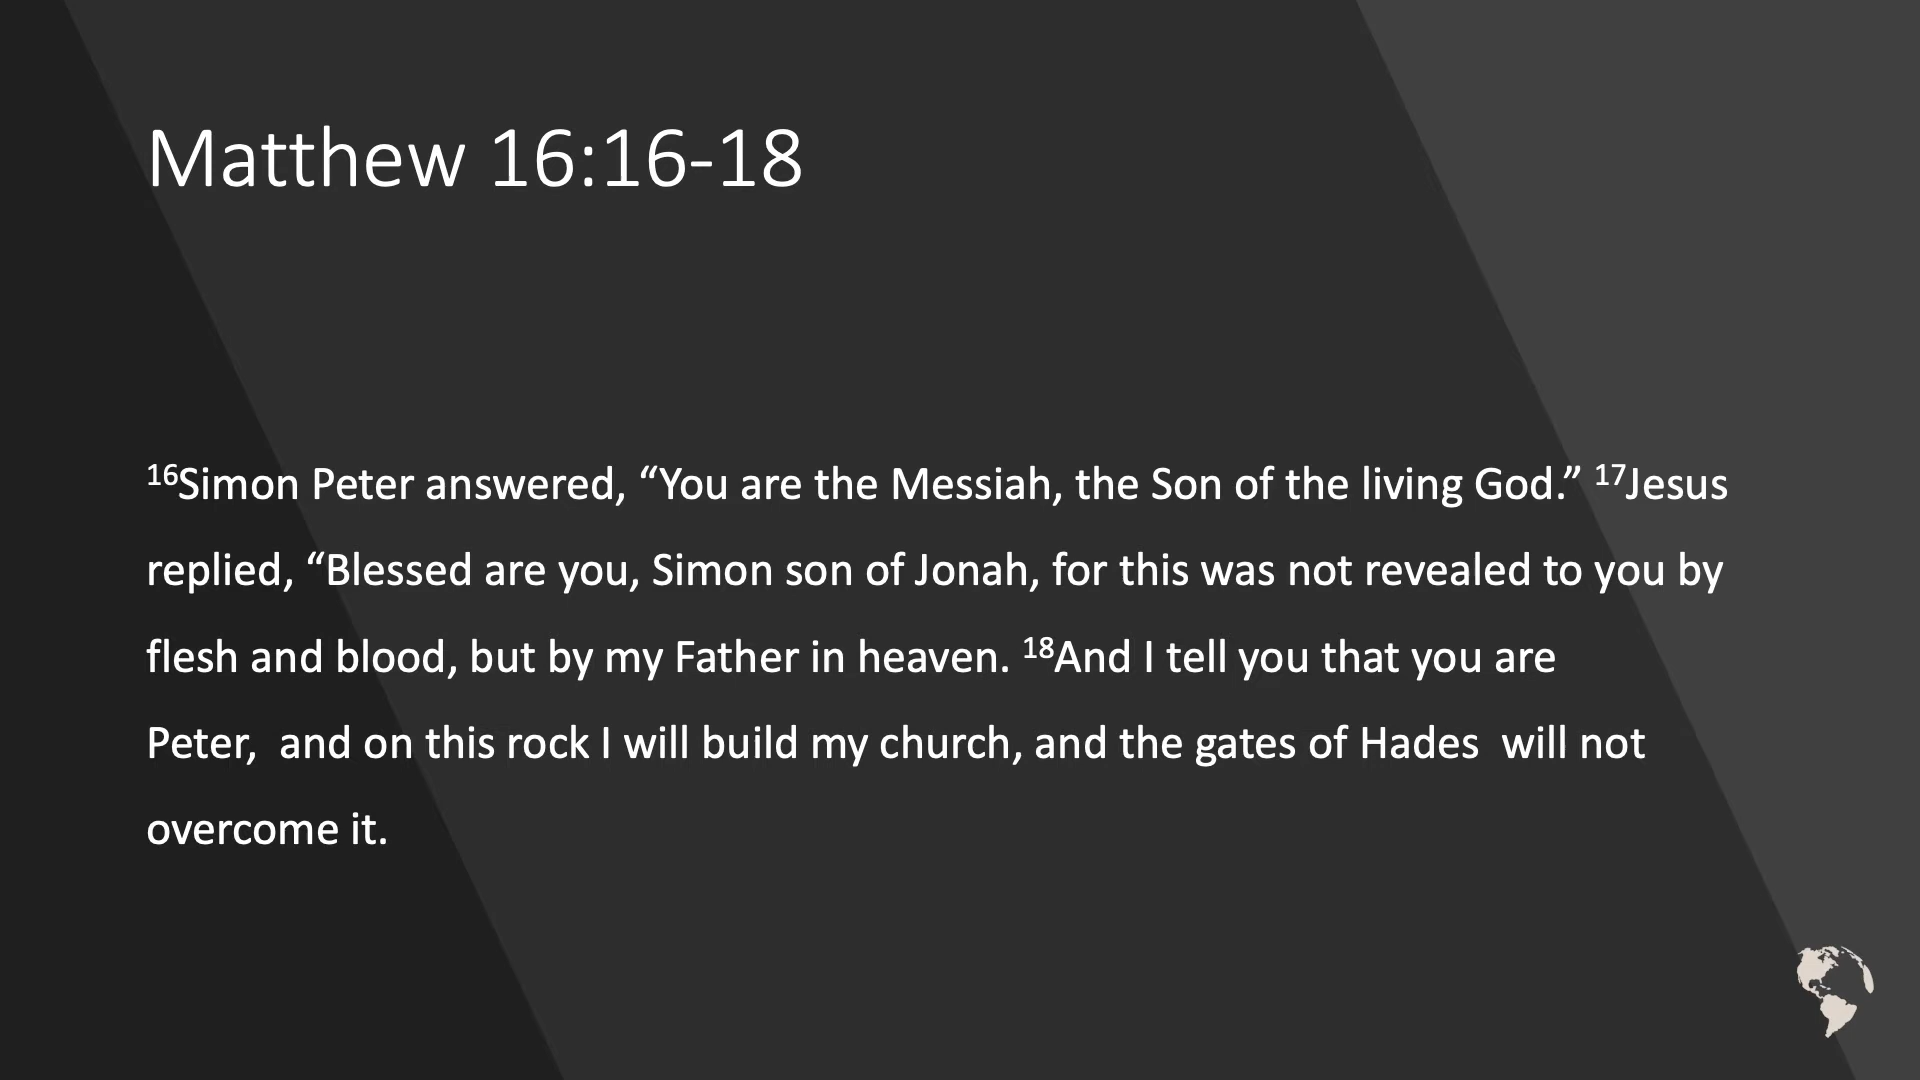 Matthew 16:16-18
¹⁶Simon Peter answered, “You are the Messiah, the Son of the living God.” ¹⁷Jesus
replied, “Blessed are you, Simon son of Jonah, for this was not revealed to you by
flesh and blood, but by my Father in heaven. ¹⁸And I tell you that you are
Peter,  and on this rock I will build my church, and the gates of Hades  will not
overcome it.